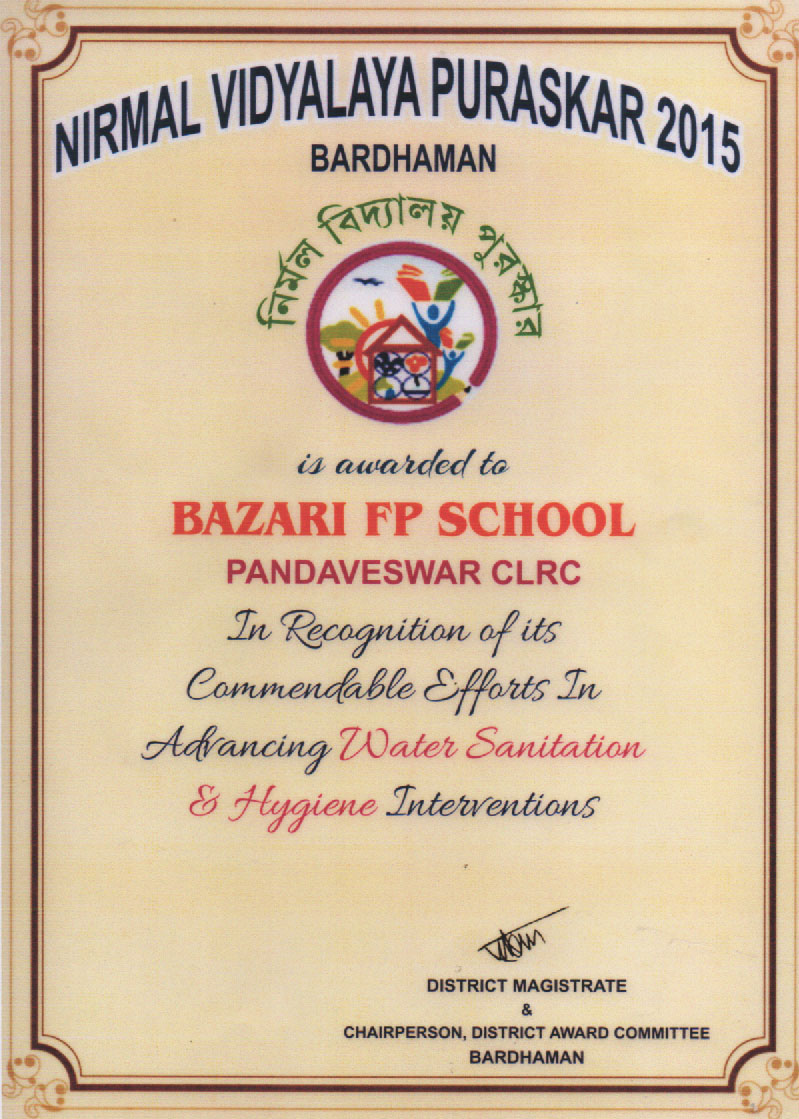 NIRMAL VIDYALAYA PURASKAR 2015
BARDHAMAN
নির্মল বিদ্যালয় পুরস্কার
is awarded to
BAZARI FP SCHOOL
PANDAVESWAR CLRC
In Recognition of its
Commendable Efforts In
Advancing Water Sanitation
& Hygiene Interventions
DISTRICT MAGISTRATE
&
CHAIRPERSON, DISTRICT AWARD COMMITTEE
BARDHAMAN